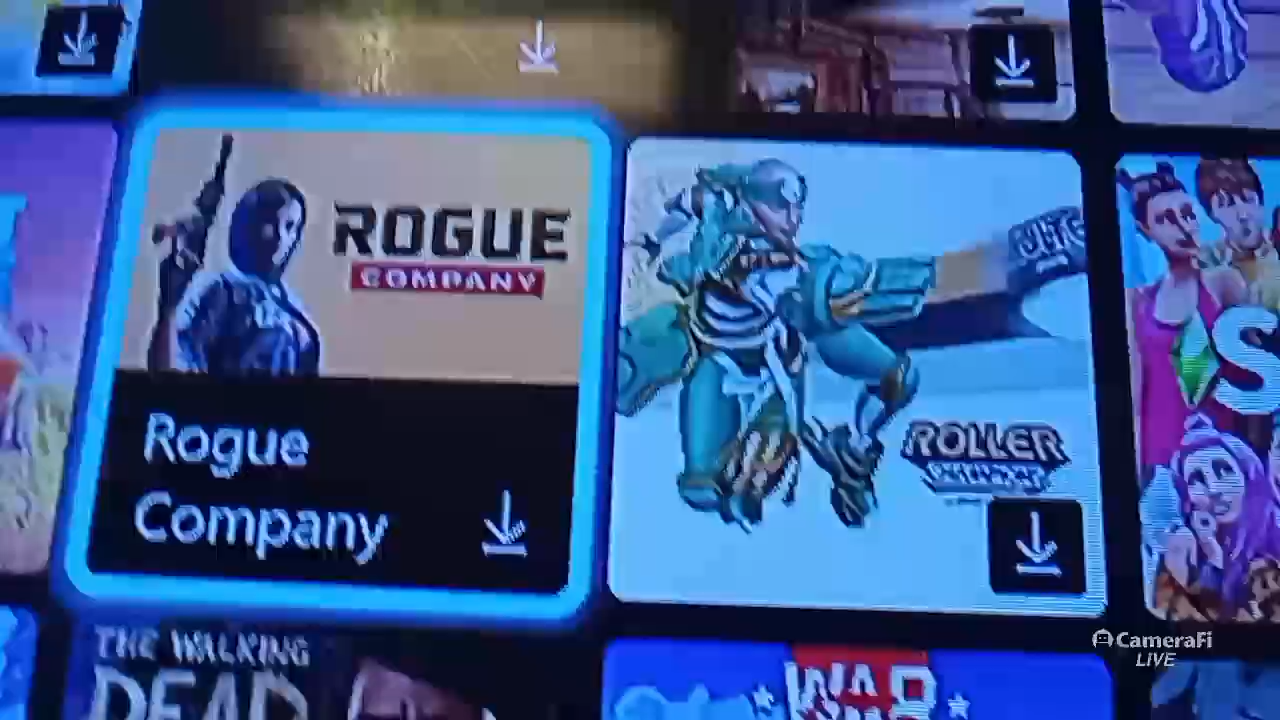 ROGUE
COMPANY
Rogue
Company
ROLLER
S
THE WALKING
DEAD
WAR
CameraFi
LIVE